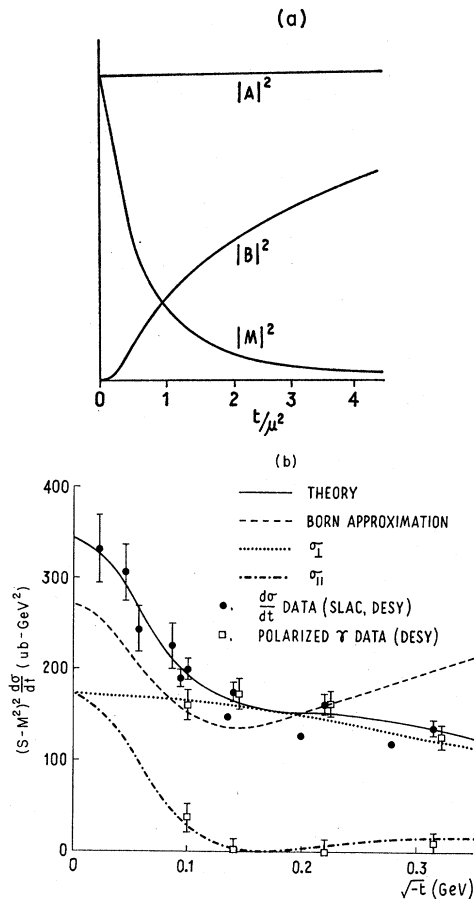 (a)
|A|²
|B|²
|M|²
0 1 2 3 4
t/μ²
(b)
400
300
200
100
0
(S-M²)² dσ/dt (ub-GeV²)
THEORY
BORN APPROXIMATION
σ⊥
σ||
dσ/dt DATA (SLAC, DESY)
POLARIZED γ DATA (DESY)
0 0.1 0.2 0.3
√-t (GeV)